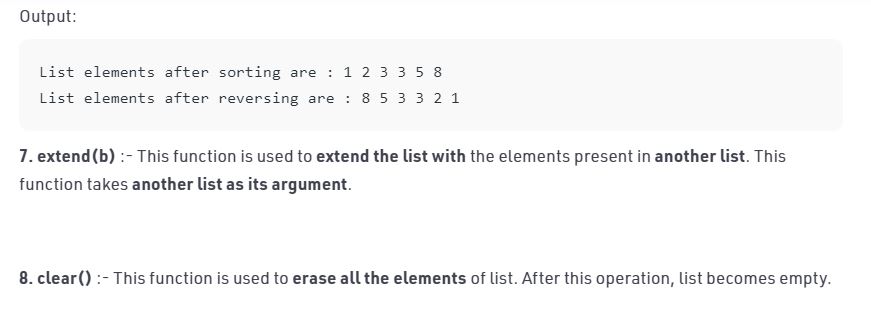 Output:
List elements after sorting are : 1 2 3 3 5 8
List elements after reversing are : 8 5 3 3 2 1
7. extend(b) :- This function is used to extend the list with the elements present in another list. This
function takes another list as its argument.
8. clear() :- This function is used to erase all the elements of list. After this operation, list becomes empty.